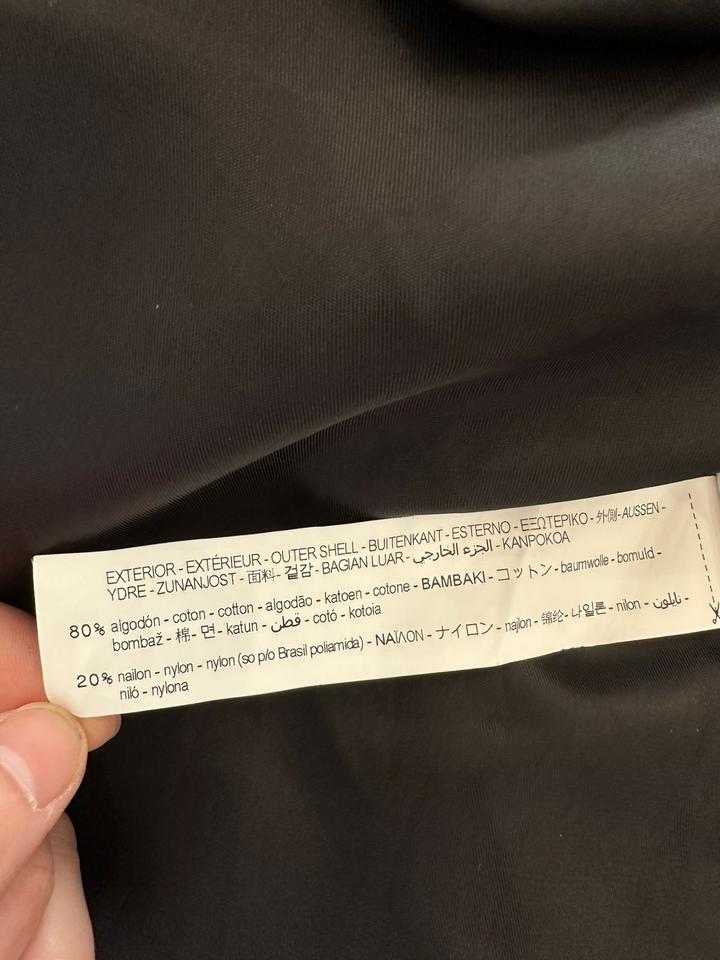 EXTERIOR - EXTÉRIEUR - OUTER SHELL - BUITENKANT - ESTERNO - ΕΞΩΤΕΡΙΚΟ - 外側 - AUSSEN -
YDRE - ZUNANJOST - 面料 - 겉감 - BAGIAN LUAR - الجزء الخارجي - KANPOKOA
80% algodón - coton - cotton - algodão - katoen - cotone - ΒΑΜΒΑΚΙ - コットン - baumwolle - bomuld -
bombaž - 棉 - 면 - katun - قطن - cotó - kotoia
20% nailon - nylon - nylon (so p/o Brasil poliamida) - ΝΑΪΛΟΝ - ナイロン - najlon - 锦纶 - 나일론 - nilon - نايلون -
niló - nylona